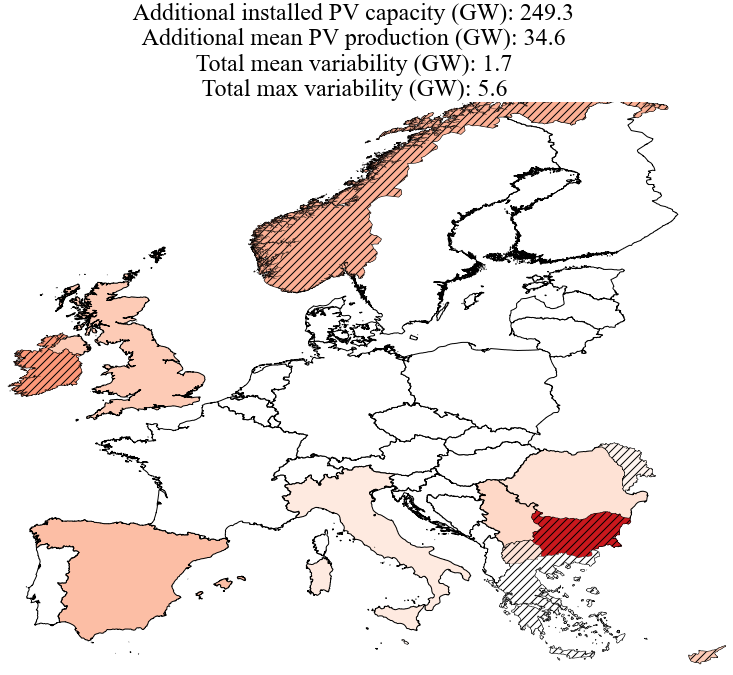 Additional installed PV capacity (GW): 249.3
Additional mean PV production (GW): 34.6
Total mean variability (GW): 1.7
Total max variability (GW): 5.6